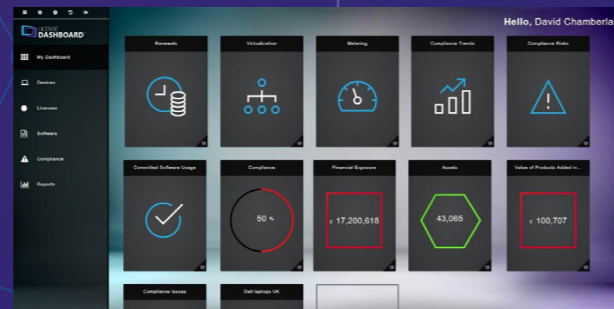 Hello, David Chamberla
LICENSE
DASHBOARD
My Dashboard
Devices
Licenses
Software
Compliance
Reports
Renewals
Virtualization
Metering
Compliance Trends
Compliance Risks
Committed Software Usage
Compliance
Financial Exposure
Assets
Value of Products Added In...
50 %
17,200,618
43,065
100,707
Compliance Issues
Dell laptops UK